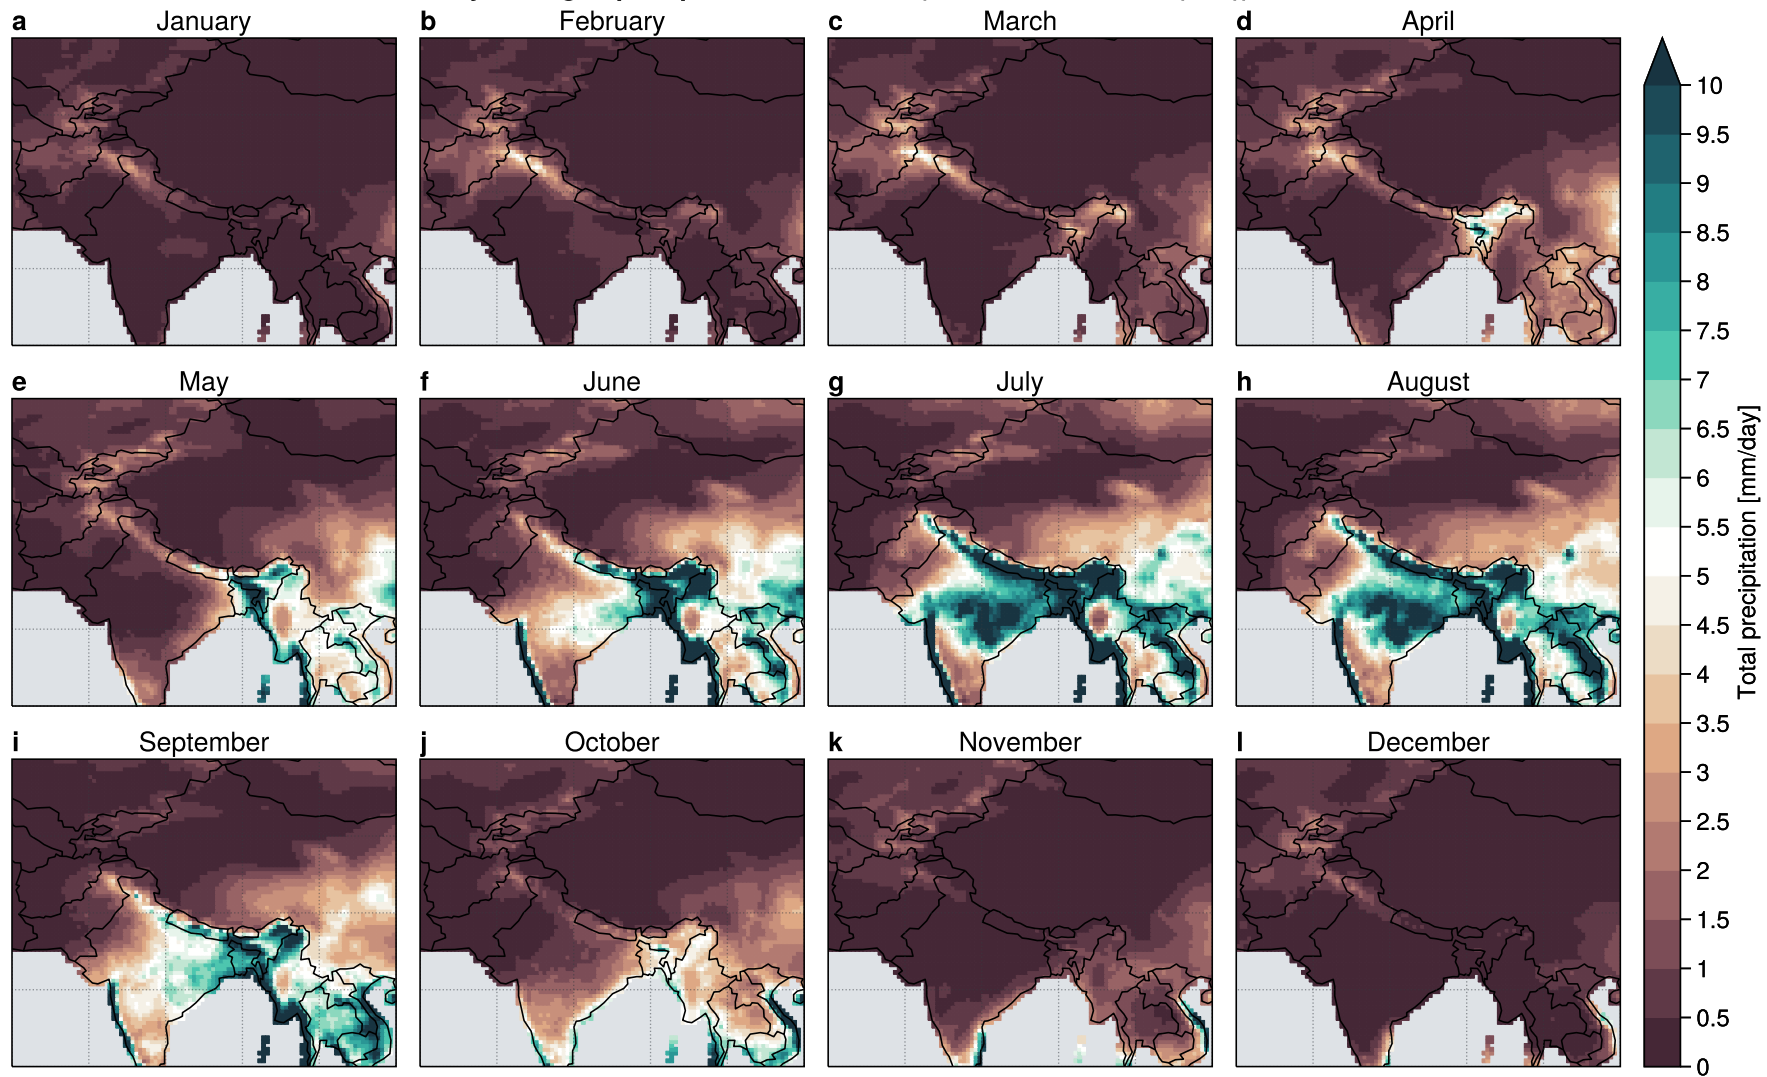 a January
b February
c March
d April
e May
f June
g July
h August
i September
j October
k November
l December
10
9.5
9
8.5
8
7.5
7
6.5
6
5.5
5
4.5
4
3.5
3
2.5
2
1.5
1
0.5
0
Total precipitation [mm/day]